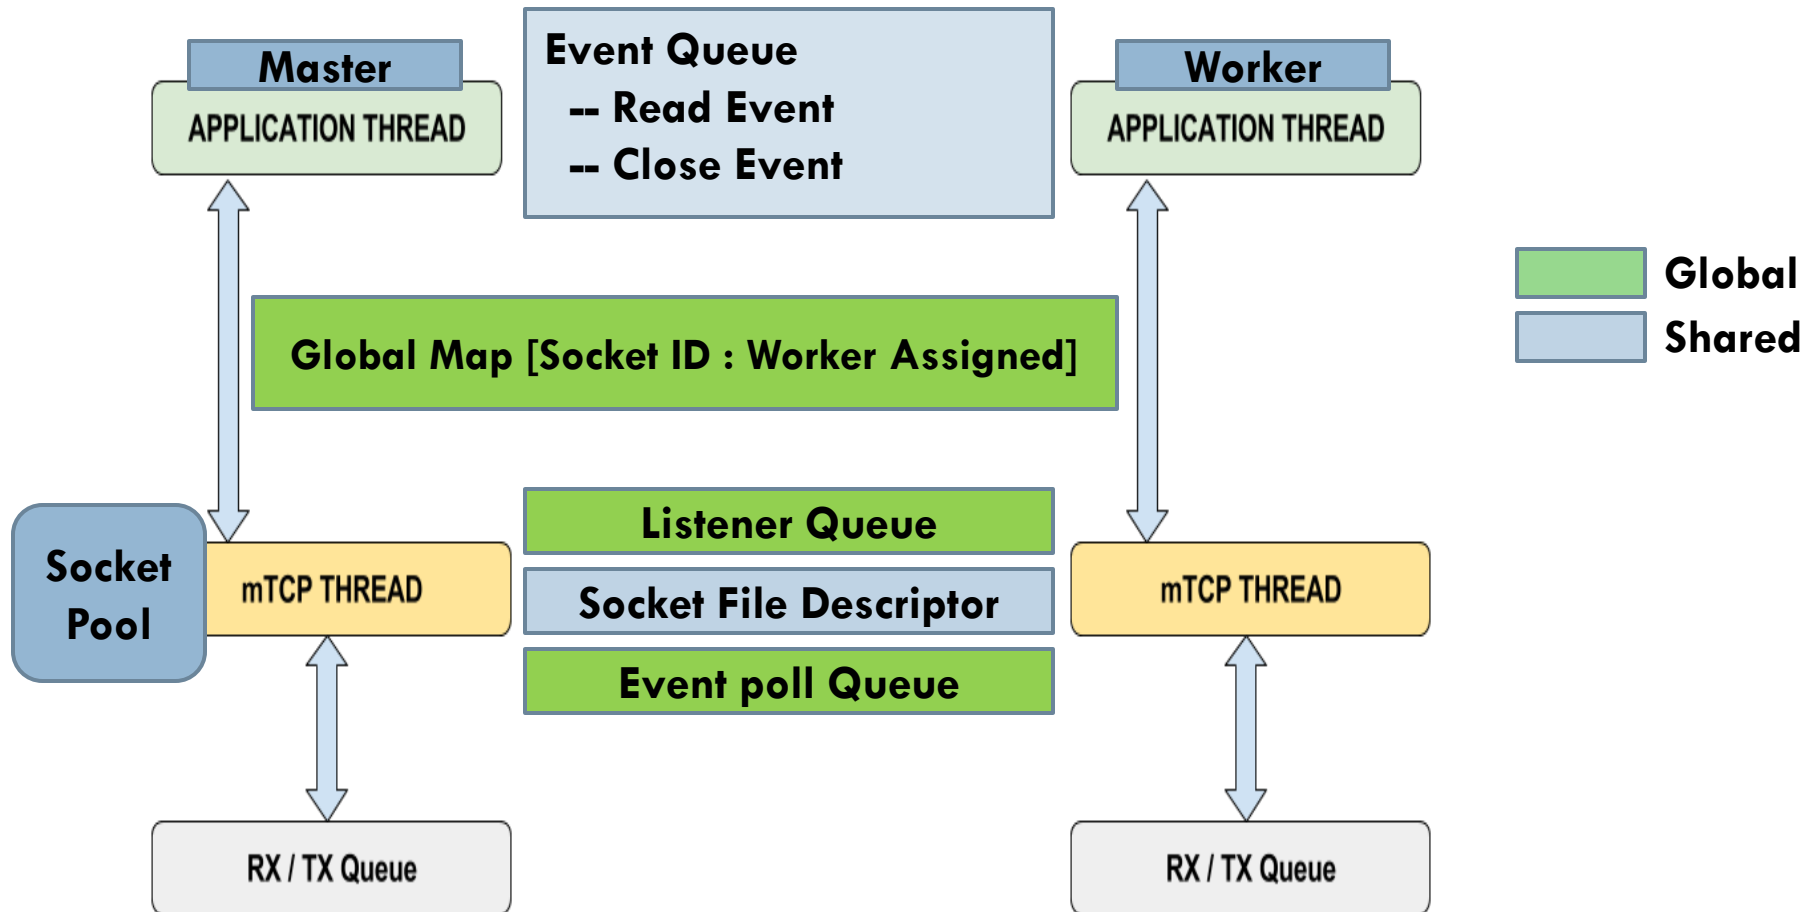 Master
APPLICATION THREAD
Event Queue
-- Read Event
-- Close Event
Worker
APPLICATION THREAD
Global
Shared
Global Map [Socket ID : Worker Assigned]
Socket
Pool
mTCP THREAD
Listener Queue
Socket File Descriptor
Event poll Queue
mTCP THREAD
RX / TX Queue
RX / TX Queue